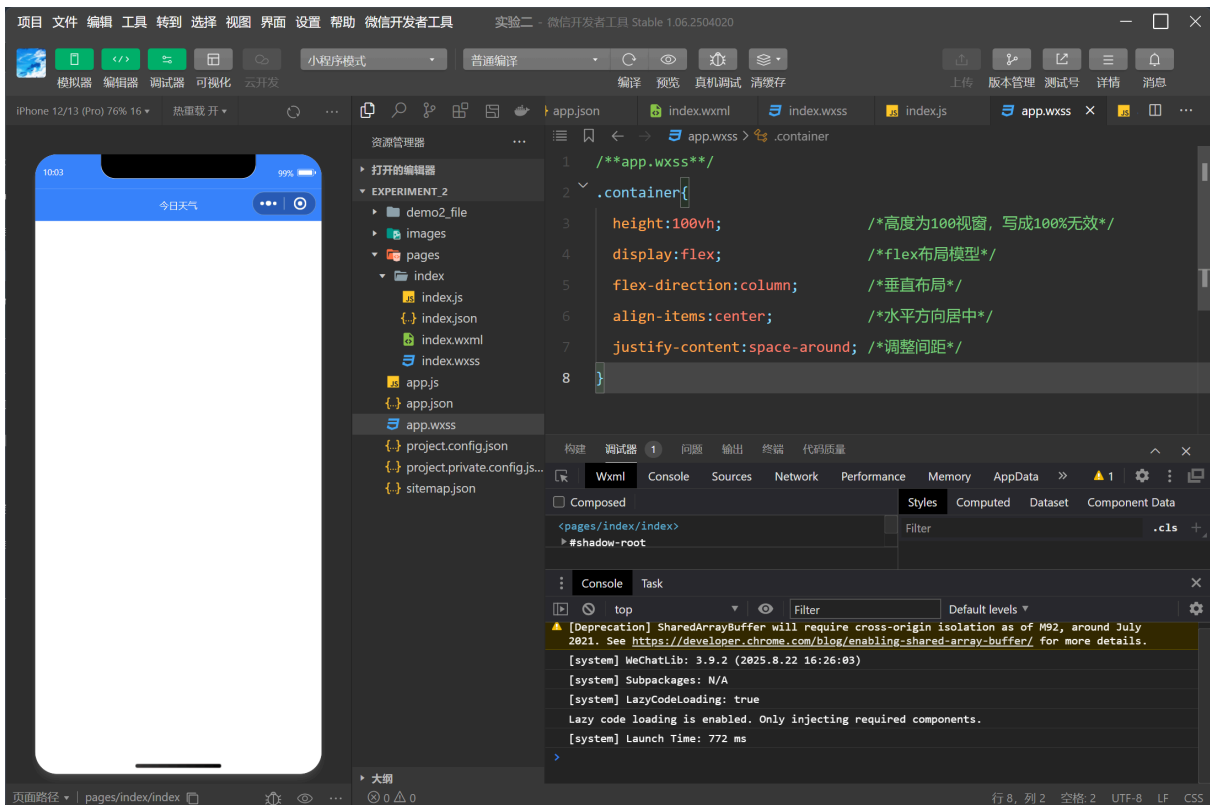 项目 文件 编辑 工具 转到 选择 视图 界面 设置 帮助 微信开发者工具 实验二 - 微信开发者工具 Stable 1.06.2504020
小程序模式 普通编译
模拟器 编辑器 调试器 可视化 云开发 编译 预览 真机调试 清缓存 上传 版本管理 测试号 详情 消息
iPhone 12/13 (Pro) 76% 16 热重载 开
app.json index.wxml index.wxss index.js app.wxss
资源管理器
app.wxss > .container
10:03 99%
今日天气
打开的编辑器
EXPERIMENT_2
demo2_file
images
pages
index
index.js
index.json
index.wxml
index.wxss
app.js
app.json
app.wxss
project.config.json
project.private.config.js...
sitemap.json
大纲
1 /**app.wxss**/
2 .container{
3 height:100vh; /*高度为100视窗，写成100%无效*/
4 display:flex; /*flex布局模型*/
5 flex-direction:column; /*垂直布局*/
6 align-items:center; /*水平方向居中*/
7 justify-content:space-around; /*调整间距*/
8 }
构建 调试器 1 问题 输出 终端 代码质量
Wxml Console Sources Network Performance Memory AppData 1
Composed
Styles Computed Dataset Component Data
<pages/index/index>
#shadow-root
Filter .cls
Console Task
top Filter Default levels
[Deprecation] SharedArrayBuffer will require cross-origin isolation as of M92, around July
2021. See https://developer.chrome.com/blog/enabling-shared-array-buffer/ for more details.
[system] WeChatLib: 3.9.2 (2025.8.22 16:26:03)
[system] Subpackages: N/A
[system] LazyCodeLoading: true
Lazy code loading is enabled. Only injecting required components.
[system] Launch Time: 772 ms
页面路径 pages/index/index 0 0 行 8，列 2 空格: 2 UTF-8 LF CSS